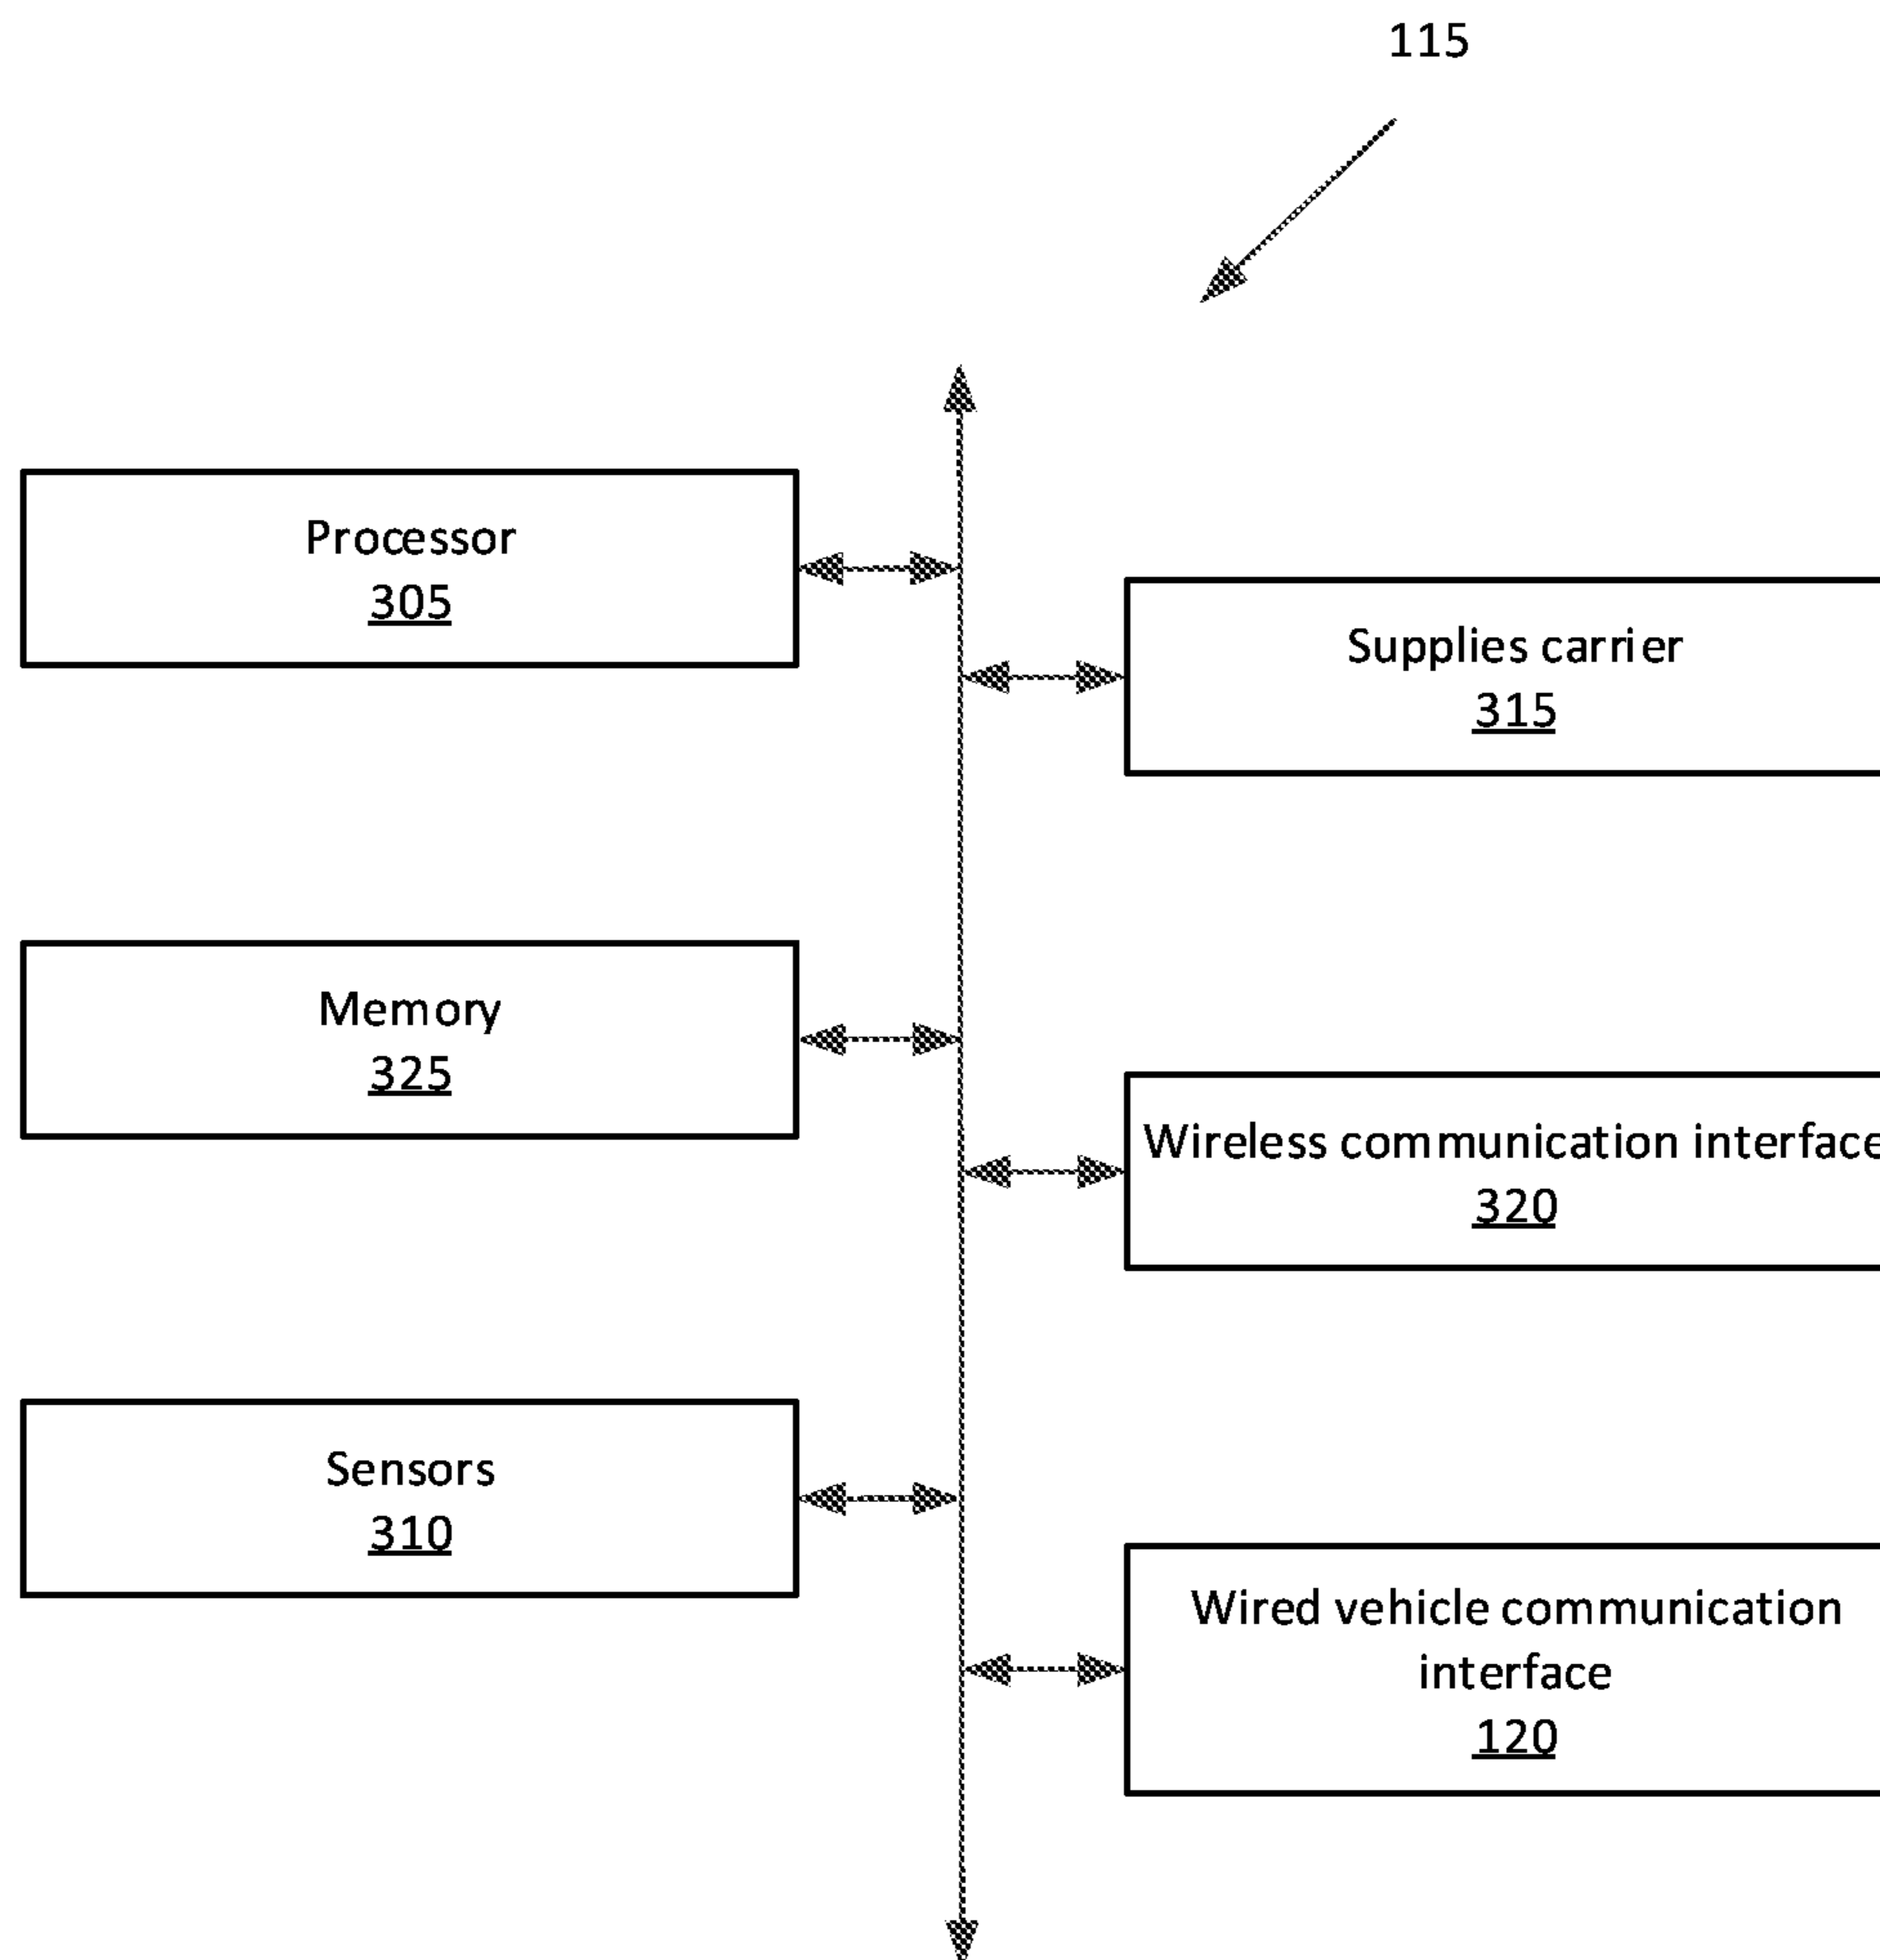 115
Processor
305
Supplies carrier
315
Memory
325
Wireless communication interface
320
Sensors
310
Wired vehicle communication
interface
120